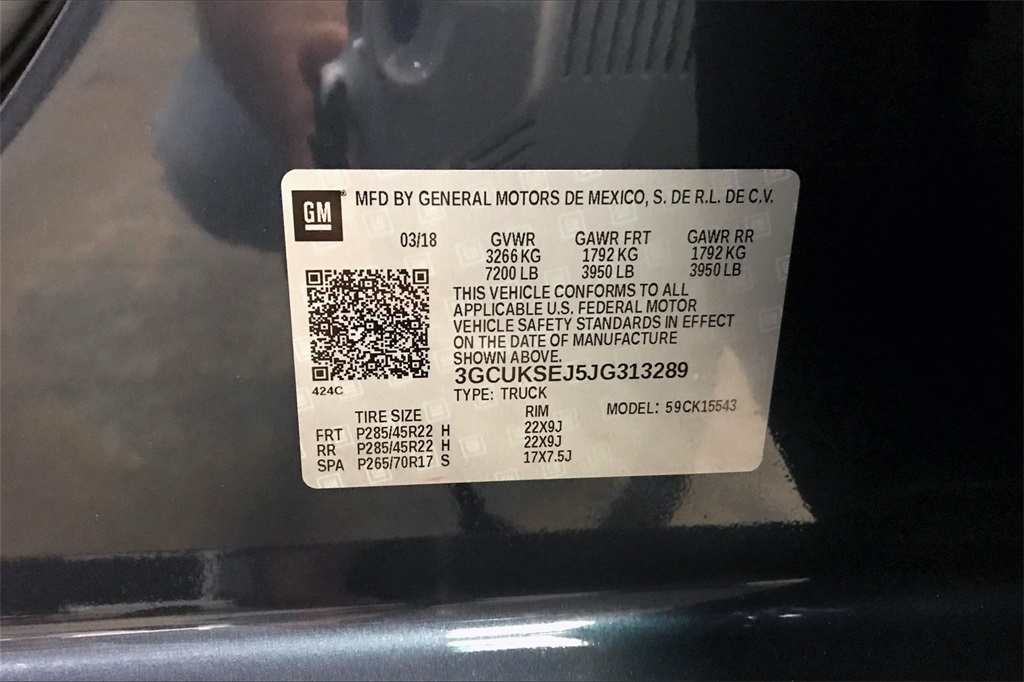 GM® MFD BY GENERAL MOTORS DE MEXICO, S. DE R.L. DE C.V.
03/18 GVWR GAWR FRT GAWR RR
3266 KG 1792 KG 1792 KG
7200 LB 3950 LB 3950 LB
THIS VEHICLE CONFORMS TO ALL
APPLICABLE U.S. FEDERAL MOTOR
VEHICLE SAFETY STANDARDS IN EFFECT
ON THE DATE OF MANUFACTURE
SHOWN ABOVE.
3GCUKSEJ5JG313289
424C TYPE: TRUCK
TIRE SIZE RIM MODEL: 59CK15543
FRT P285/45R22 H 22X9J
RR P285/45R22 H 22X9J
SPA P265/70R17 S 17X7.5J